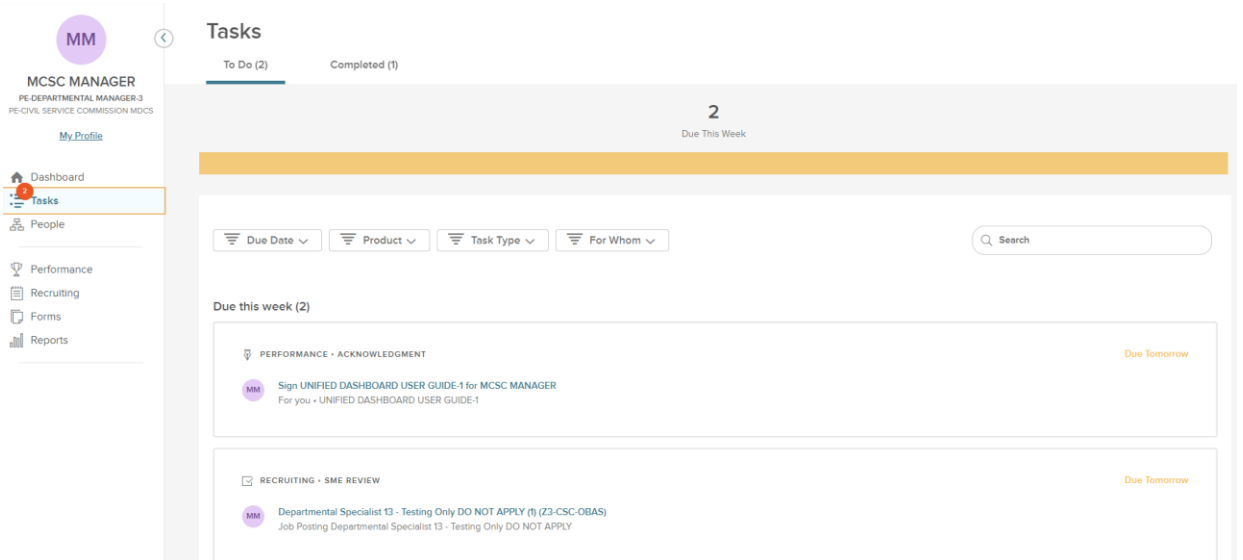 MM
MCSC MANAGER
PE-DEPARTMENTAL MANAGER-3
PE-CIVIL SERVICE COMMISSION MDCS
My Profile
Dashboard
2
Tasks
People
Performance
Recruiting
Forms
Reports
Tasks
To Do (2)
Completed (1)
2
Due This Week
Due Date
Product
Task Type
For Whom
Search
Due this week (2)
PERFORMANCE • ACKNOWLEDGMENT
Due Tomorrow
MM
Sign UNIFIED DASHBOARD USER GUIDE-1 for MCSC MANAGER
For you • UNIFIED DASHBOARD USER GUIDE-1
RECRUITING • SME REVIEW
Due Tomorrow
MM
Departmental Specialist 13 - Testing Only DO NOT APPLY (1) (Z3-CSC-OBAS)
Job Posting Departmental Specialist 13 - Testing Only DO NOT APPLY